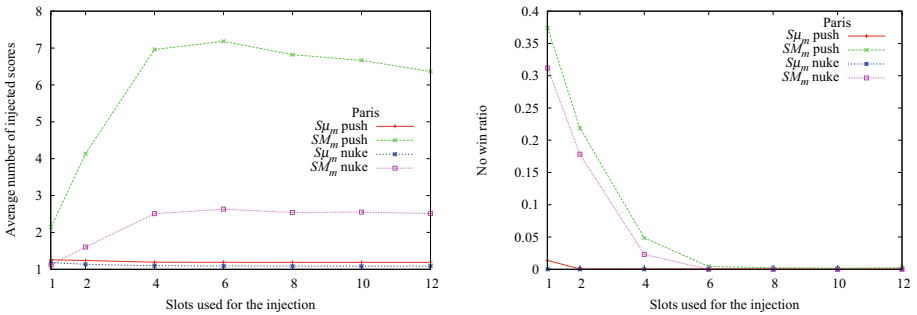 8
7
6
5
4
3
2
1
Average number of injected scores
Paris
Sμm push
SMm push
Sμm nuke
SMm nuke
1 2 4 6 8 10 12
Slots used for the injection
0.4
0.35
0.3
0.25
0.2
0.15
0.1
0.05
0
No win ratio
Paris
Sμm push
SMm push
Sμm nuke
SMm nuke
1 2 4 6 8 10 12
Slots used for the injection